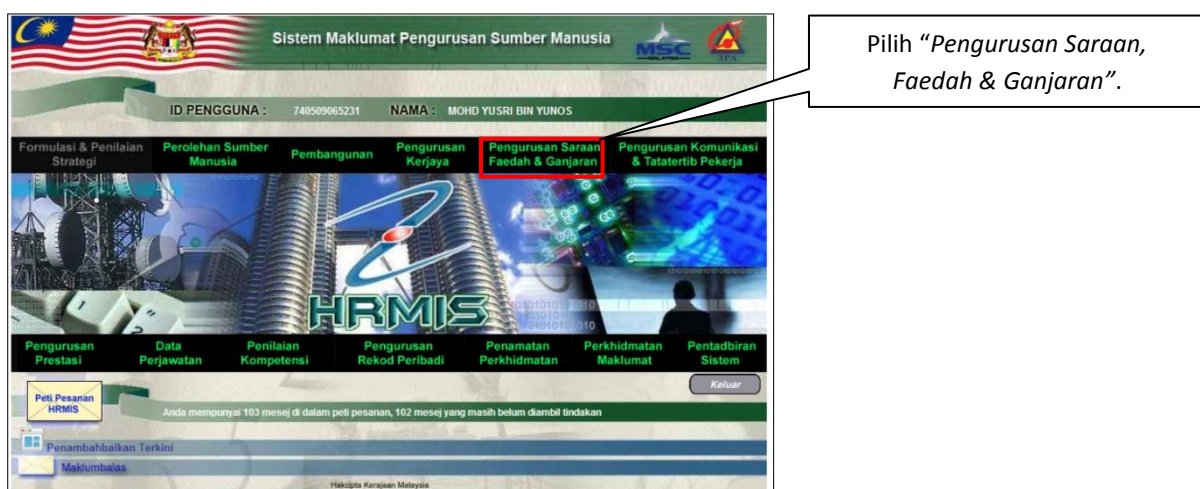 Sistem Maklumat Pengurusan Sumber Manusia
MSC
MALAYSIA
JPA
Pilih “Pengurusan Saraan,
Faedah & Ganjaran”.
ID PENGGUNA : 740509065231 NAMA : MOHD YUSRI BIN YUNOS
Formulasi & Penilaian
Strategi
Perolehan Sumber
Manusia
Pembangunan
Pengurusan
Kerjaya
Pengurusan Saraan
Faedah & Ganjaran
Pengurusan Komunikasi
& Tatatertib Pekerja
HRMIS
Pengurusan
Prestasi
Data
Perjawatan
Penilaian
Kompetensi
Pengurusan
Rekod Peribadi
Penamatan
Perkhidmatan
Perkhidmatan
Maklumat
Pentadbiran
Sistem
Keluar
Peti Pesanan
HRMIS
Anda mempunyai 103 mesej di dalam peti pesanan, 102 mesej yang masih belum diambil tindakan
Penambahbaikan Terkini
Maklumbalas
Hakcipta Kerajaan Malaysia